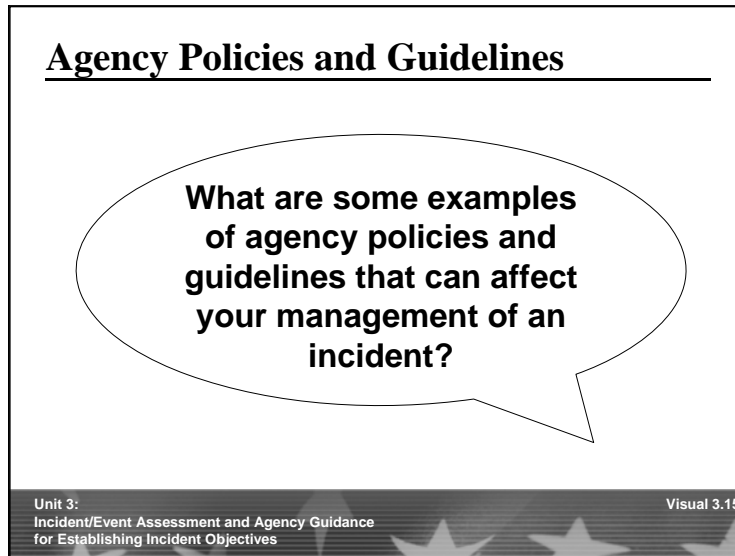 Agency Policies and Guidelines
What are some examples
of agency policies and
guidelines that can affect
your management of an
incident?
Unit 3:
Visual 3.15
Incident/Event Assessment and Agency Guidance
for Establishing Incident Objectives